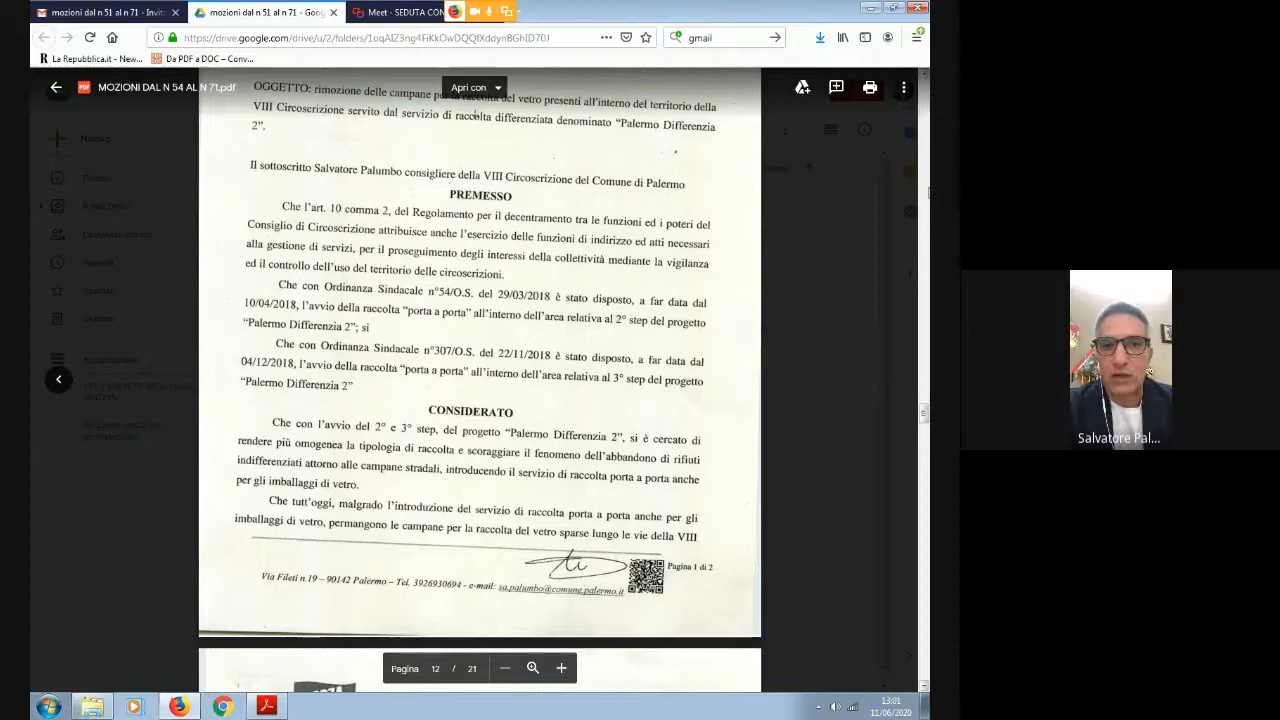 mozioni dal n 51 al n 71 - Invit
mozioni dal n 51 al n 71 - Goog
Meet - SEDUTA CON
https://drive.google.com/drive/u/2/folders/
gmail
La Repubblica.it - New...
Da PDF a DOC – Conv...
MOZIONI DAL N 54 AL N 71.pdf
Apri con
Nuovo
OGGETTO: rimozione delle campane per la raccolta del vetro presenti all'interno del territorio della
VIII Circoscrizione servito dal servizio di raccolta differenziata denominato “Palermo Differenzia
2”.
Il sottoscritto Salvatore Palumbo consigliere della VIII Circoscrizione del Comune di Palermo
PREMESSO
Che l'art. 10 comma 2, del Regolamento per il decentramento tra le funzioni ed i poteri del
Consiglio di Circoscrizione attribuisce anche l'esercizio delle funzioni di indirizzo ed atti necessari
alla gestione di servizi, per il proseguimento degli interessi della collettività mediante la vigilanza
ed il controllo dell'uso del territorio delle circoscrizioni.
Che con Ordinanza Sindacale n°54/O.S. del 29/03/2018 è stato disposto, a far data dal
10/04/2018, l'avvio della raccolta “porta a porta” all'interno dell'area relativa al 2° step del progetto
“Palermo Differenzia 2”; si
Che con Ordinanza Sindacale n°307/O.S. del 22/11/2018 è stato disposto, a far data dal
04/12/2018, l'avvio della raccolta “porta a porta” all'interno dell'area relativa al 3° step del progetto
“Palermo Differenzia 2”
CONSIDERATO
Che con l'avvio del 2° e 3° step, del progetto “Palermo Differenzia 2”, si è cercato di
rendere più omogenea la tipologia di raccolta e scoraggiare il fenomeno dell'abbandono di rifiuti
indifferenziati attorno alle campane stradali, introducendo il servizio di raccolta porta a porta anche
per gli imballaggi di vetro.
Che tutt'oggi, malgrado l'introduzione del servizio di raccolta porta a porta anche per gli
imballaggi di vetro, permangono le campane per la raccolta del vetro sparse lungo le vie della VIII
Pagina 1 di 2
Via Fileti n.19 – 90142 Palermo – Tel. 3926930694 - e-mail: sa.palumbo@comune.palermo.it
Pagina 12 / 21
Salvatore Pal...
13:01
11/06/2020